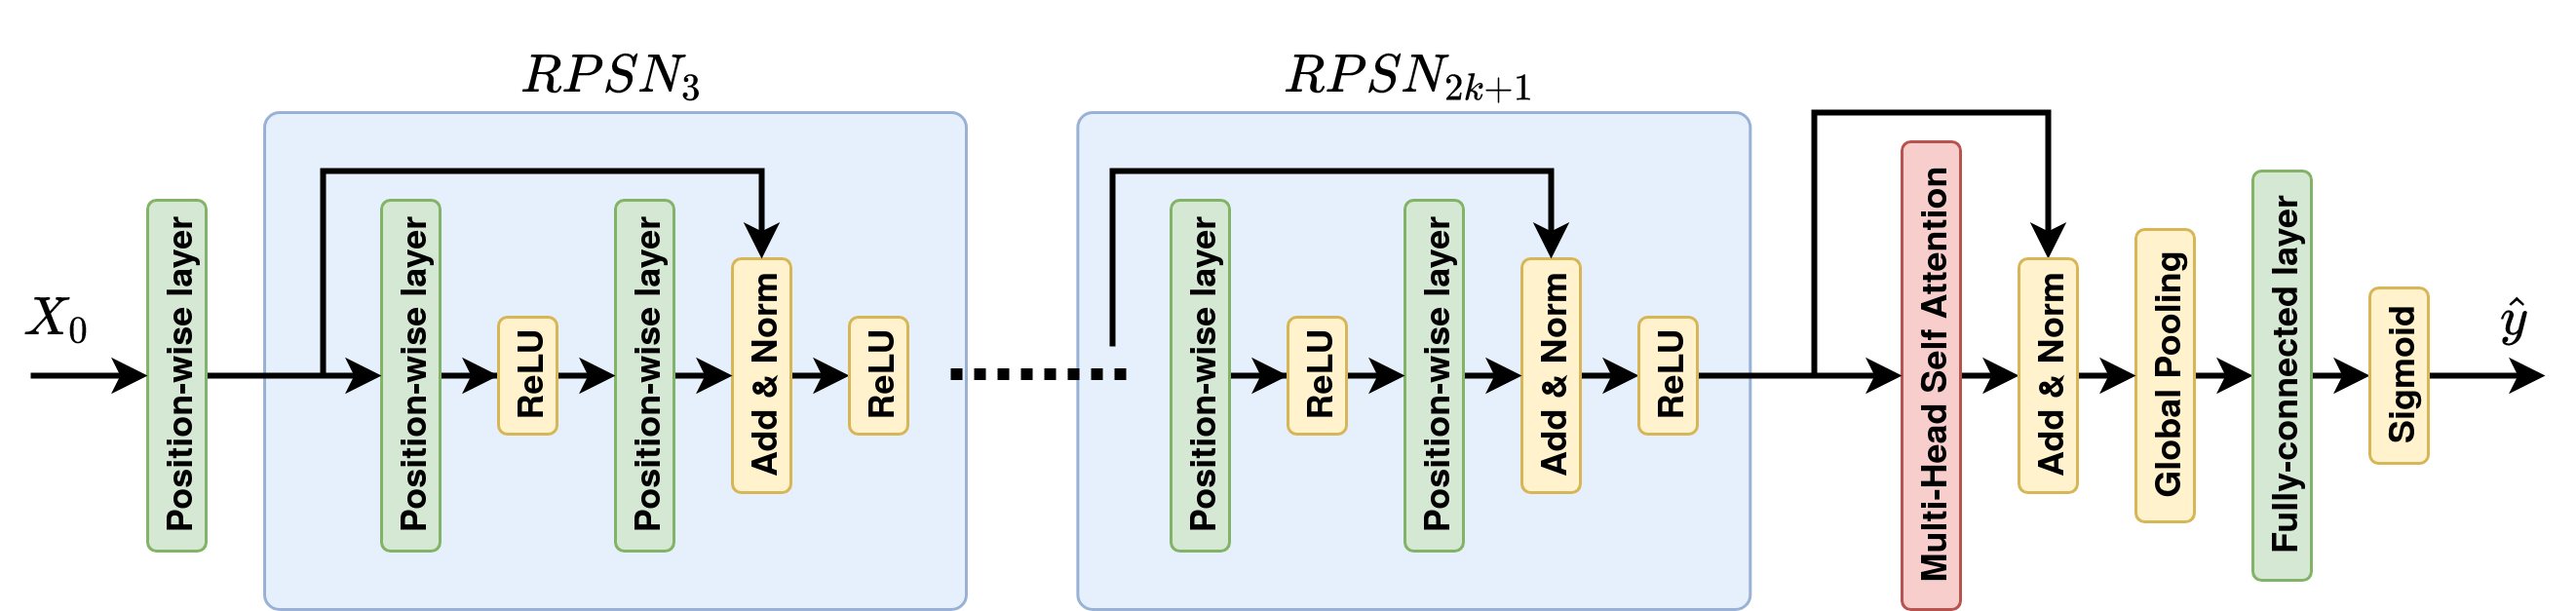 $RPSN_3$
$RPSN_{2k+1}$
$X_0$
Position-wise layer
Position-wise layer
ReLU
Position-wise layer
Add & Norm
ReLU
Position-wise layer
ReLU
Position-wise layer
Add & Norm
ReLU
Multi-Head Self Attention
Add & Norm
Global Pooling
Fully-connected layer
Sigmoid
$\hat{y}$